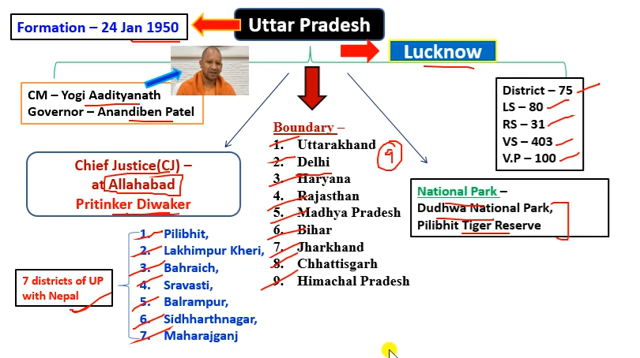 Formation – 24 Jan 1950
Uttar Pradesh
Lucknow
CM – Yogi Aadityanath
Governor – Anandiben Patel
District – 75
LS – 80
RS – 31
VS – 403
V.P – 100
Boundary –
1. Uttarakhand
2. Delhi
3. Haryana
4. Rajasthan
5. Madhya Pradesh
6. Bihar
7. Jharkhand
8. Chhattisgarh
9. Himachal Pradesh
9
Chief Justice(CJ) –
at Allahabad
Pritinker Diwaker
National Park –
Dudhwa National Park,
Pilibhit Tiger Reserve
7 districts of UP
with Nepal
1. Pilibhit,
2. Lakhimpur Kheri,
3. Bahraich,
4. Sravasti,
5. Balrampur,
6. Sidhharthnagar,
7. Maharajganj